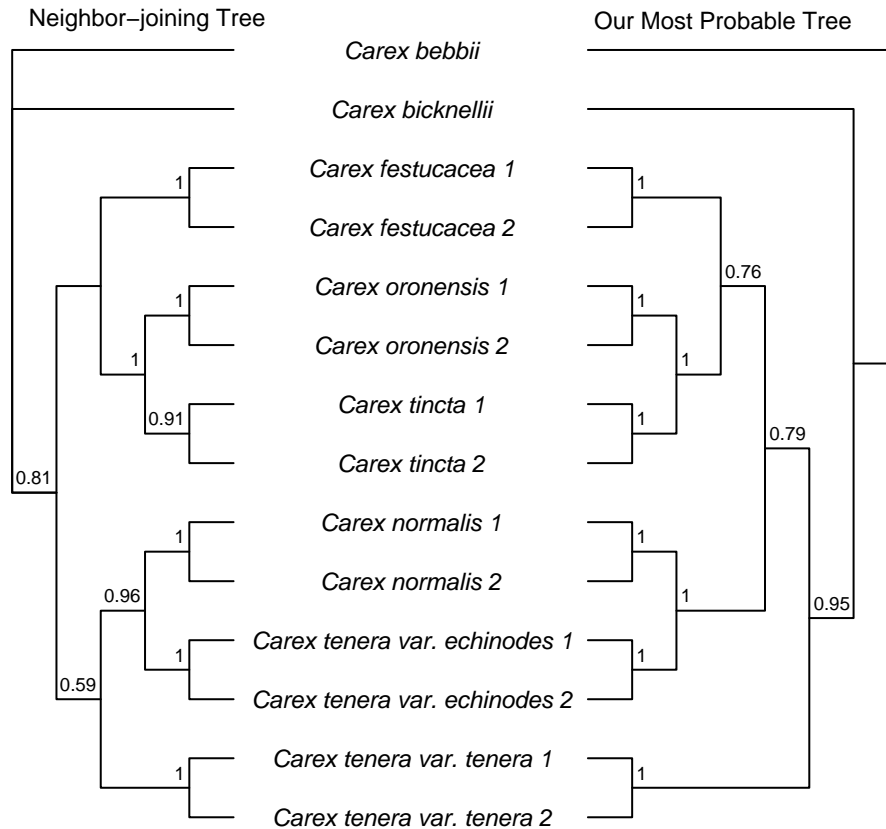 Neighbor–joining Tree
Our Most Probable Tree
Carex bebbii
Carex bicknellii
Carex festucacea 1
1
1
Carex festucacea 2
0.76
Carex oronensis 1
1
1
Carex oronensis 2
1
1
Carex tincta 1
0.91
1
Carex tincta 2
0.79
0.81
Carex normalis 1
1
1
Carex normalis 2
0.96
1
0.95
Carex tenera var. echinodes 1
1
1
0.59
Carex tenera var. echinodes 2
Carex tenera var. tenera 1
1
1
Carex tenera var. tenera 2